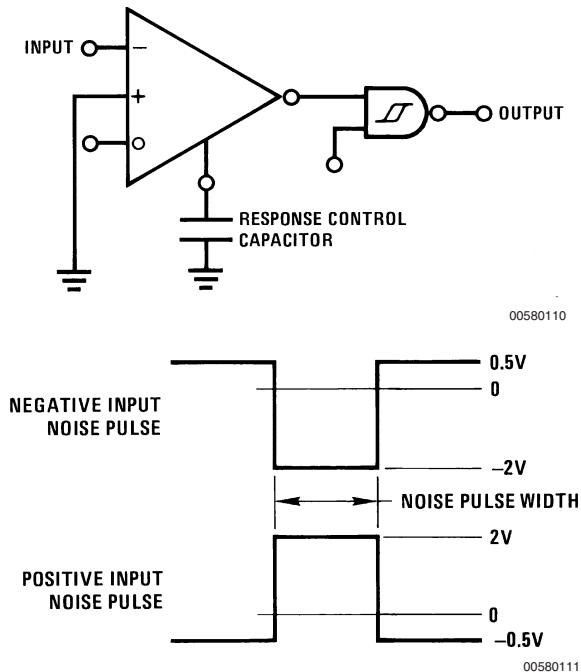 INPUT
−
+
OUTPUT
RESPONSE CONTROL
CAPACITOR
00580110
0.5V
0
NEGATIVE INPUT
NOISE PULSE
−2V
NOISE PULSE WIDTH
2V
POSITIVE INPUT
NOISE PULSE
0
−0.5V
00580111